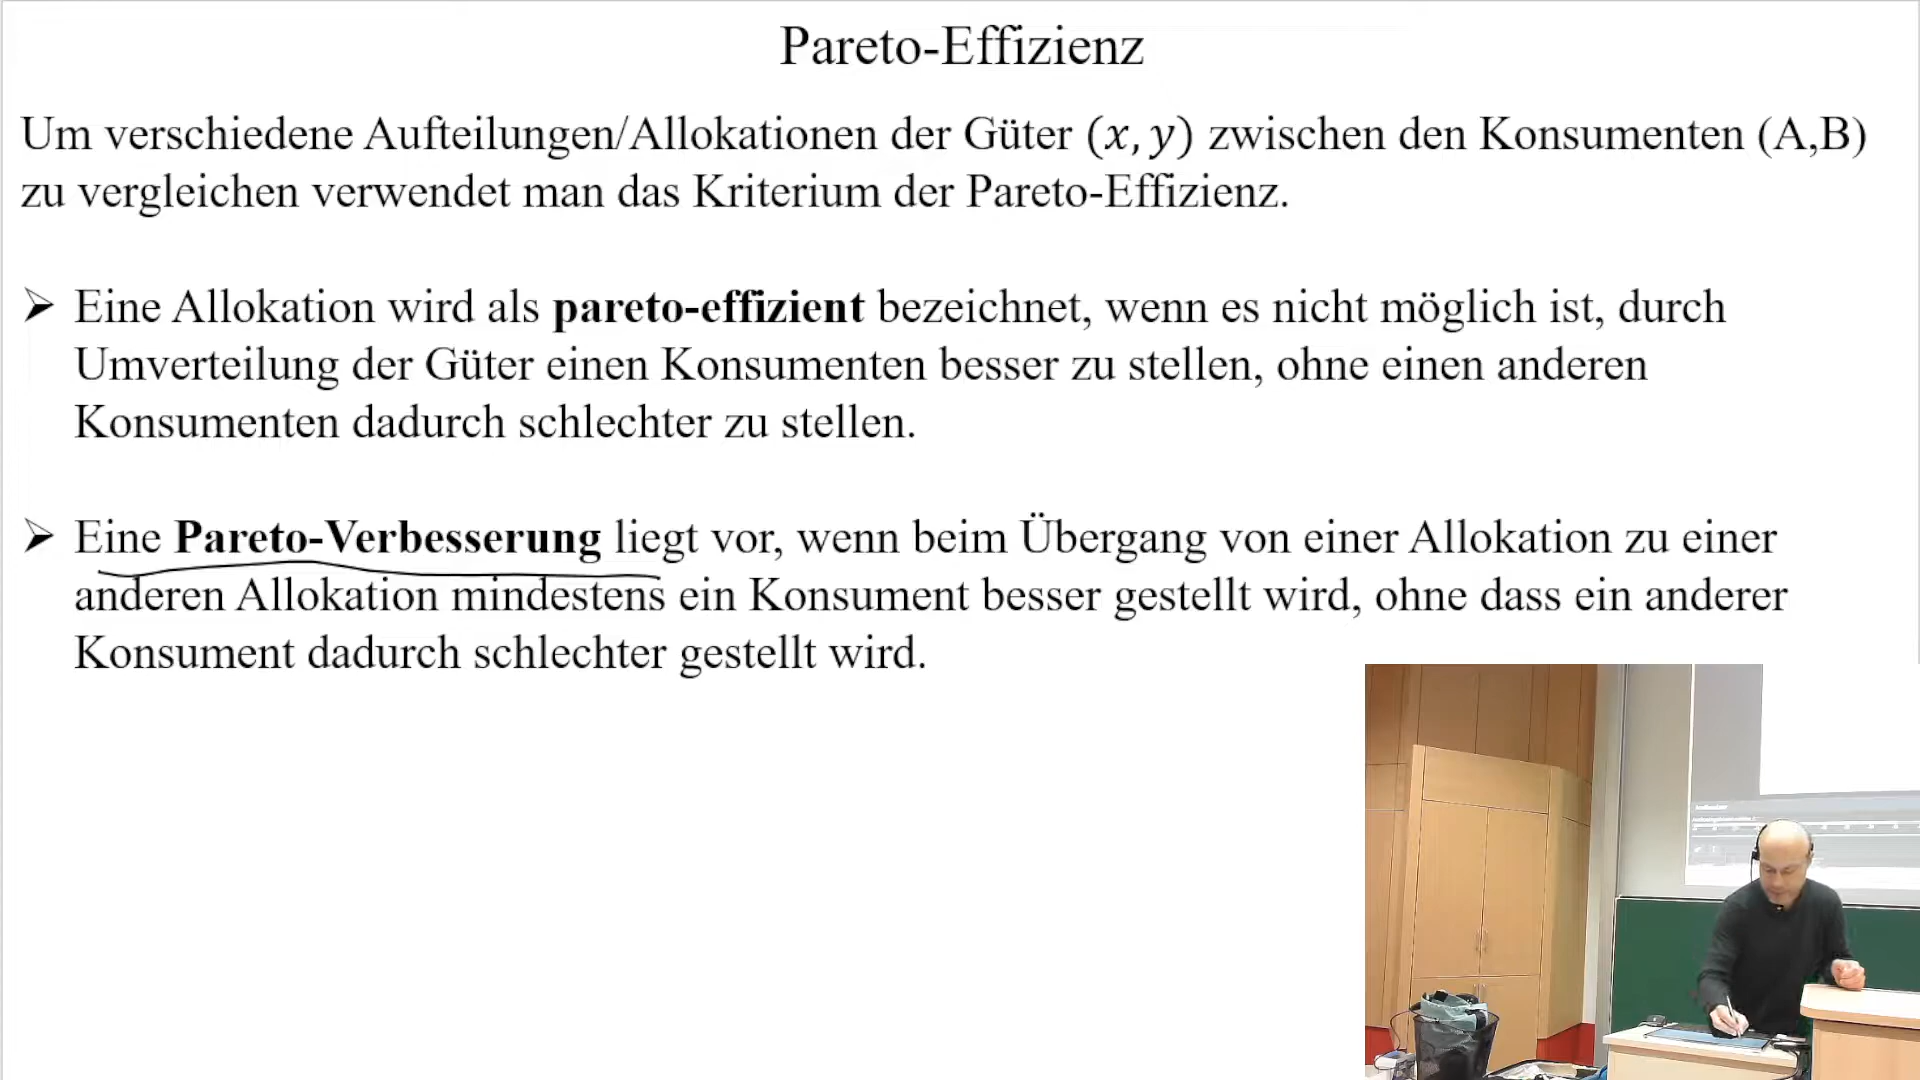 Pareto-Effizienz
Um verschiedene Aufteilungen/Allokationen der Güter (x, y) zwischen den Konsumenten (A,B)
zu vergleichen verwendet man das Kriterium der Pareto-Effizienz.
➢ Eine Allokation wird als pareto-effizient bezeichnet, wenn es nicht möglich ist, durch
Umverteilung der Güter einen Konsumenten besser zu stellen, ohne einen anderen
Konsumenten dadurch schlechter zu stellen.
➢ Eine Pareto-Verbesserung liegt vor, wenn beim Übergang von einer Allokation zu einer
anderen Allokation mindestens ein Konsument besser gestellt wird, ohne dass ein anderer
Konsument dadurch schlechter gestellt wird.